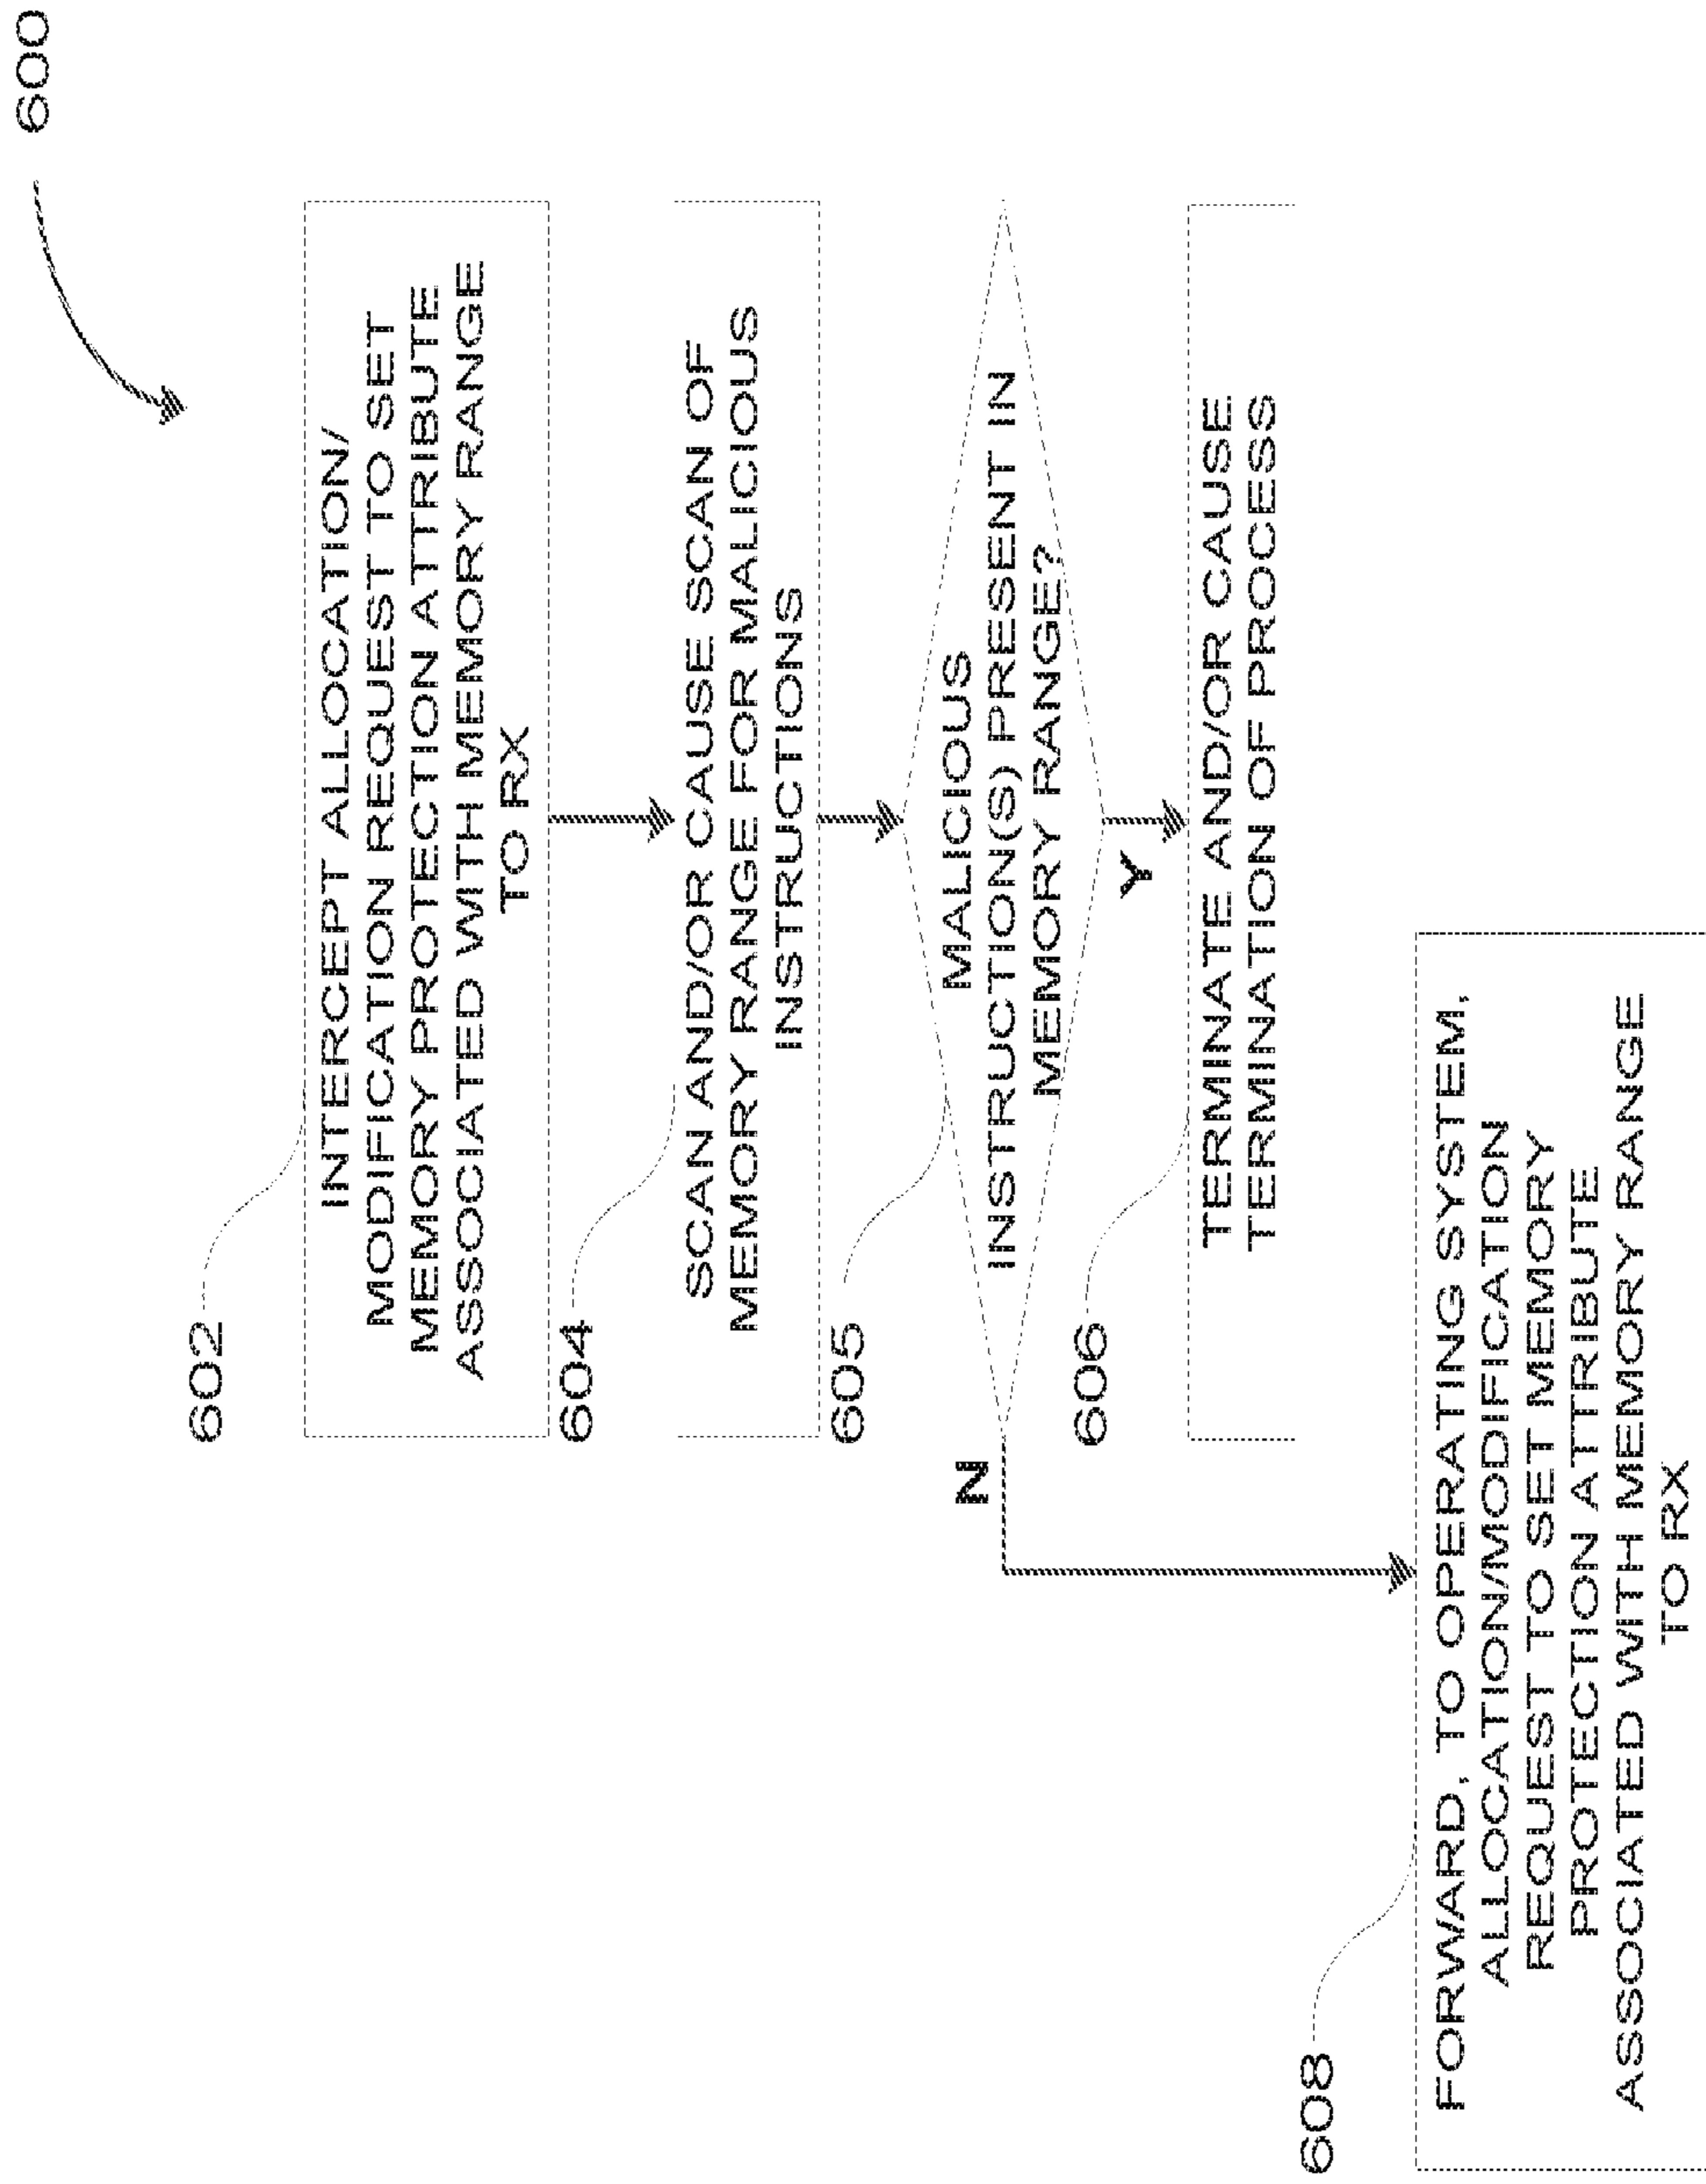 600
602
INTERCEPT ALLOCATION/
MODIFICATION REQUEST TO SET
MEMORY PROTECTION ATTRIBUTE
ASSOCIATED WITH MEMORY RANGE
TO RX
604
SCAN AND/OR CAUSE SCAN OF
MEMORY RANGE FOR MALICIOUS
INSTRUCTIONS
605
MALICIOUS
INSTRUCTION(S) PRESENT IN
MEMORY RANGE?
N
Y
606
TERMINATE AND/OR CAUSE
TERMINATION OF PROCESS
608
FORWARD, TO OPERATING SYSTEM,
ALLOCATION/MODIFICATION
REQUEST TO SET MEMORY
PROTECTION ATTRIBUTE
ASSOCIATED WITH MEMORY RANGE
TO RX